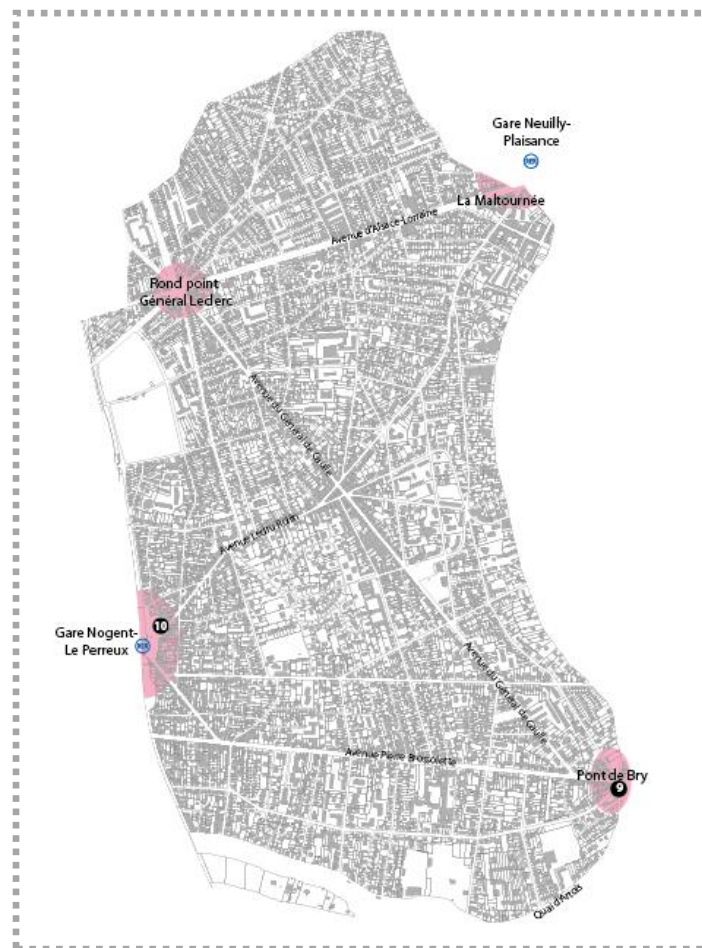 Gare Neuilly-
Plaisance
RER
La Maltournée
Avenue d'Alsace-Lorraine
Rond point
Général Leclerc
Avenue du Général de Gaulle
Avenue Ledru Rollin
10
Gare Nogent-
Le Perreux
RER
Avenue du Général de Gaulle
Avenue Pierre Brossolette
Pont de Bry
9
Quai d'Artois